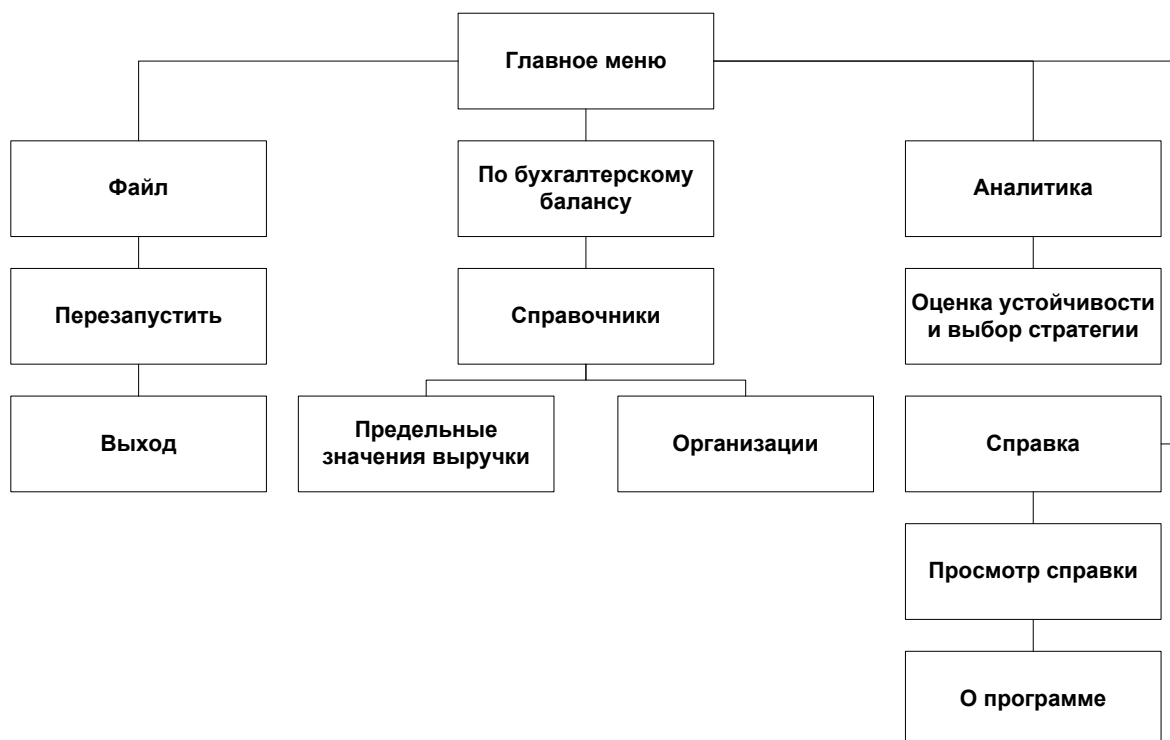 Главное меню
Файл
По бухгалтерскому
балансу
Аналитика
Перезапустить
Справочники
Оценка устойчивости
и выбор стратегии
Выход
Предельные
значения выручки
Организации
Справка
Просмотр справки
О программе